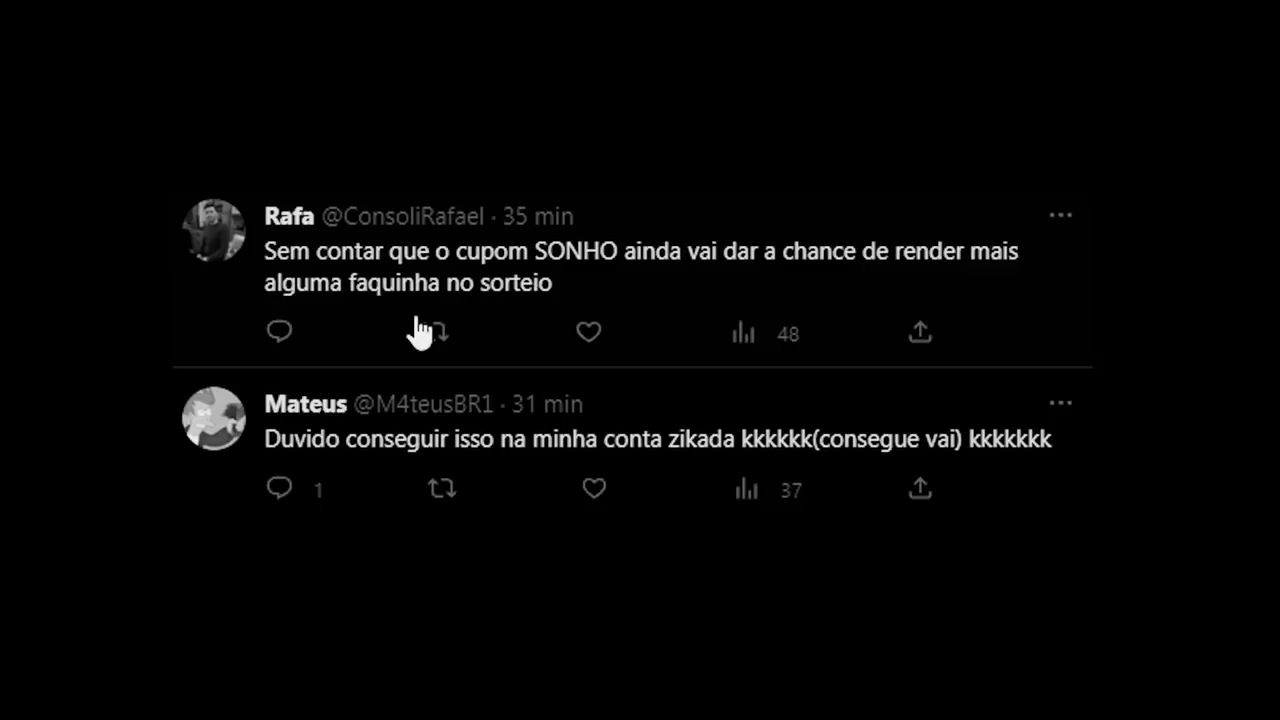 Rafa @ConsoliRafael · 35 min
Sem contar que o cupom SONHO ainda vai dar a chance de render mais
alguma faquinha no sorteio
48
Mateus @M4teusBR1 · 31 min
Duvido conseguir isso na minha conta zikada kkkkkk(consegue vai) kkkkkkk
1 37